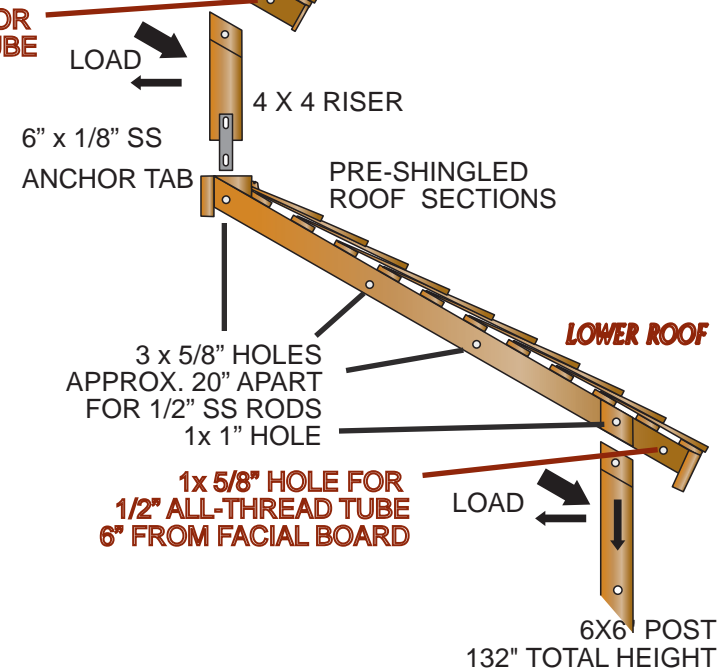 OR
UBE
LOAD
4 X 4 RISER
6” x 1/8” SS
ANCHOR TAB
PRE-SHINGLED
ROOF SECTIONS
LOWER ROOF
3 x 5/8” HOLES
APPROX. 20” APART
FOR 1/2” SS RODS
1x 1” HOLE
1x 5/8” HOLE FOR
1/2” ALL-THREAD TUBE
6” FROM FACIAL BOARD
LOAD
6X6' POST
132" TOTAL HEIGHT